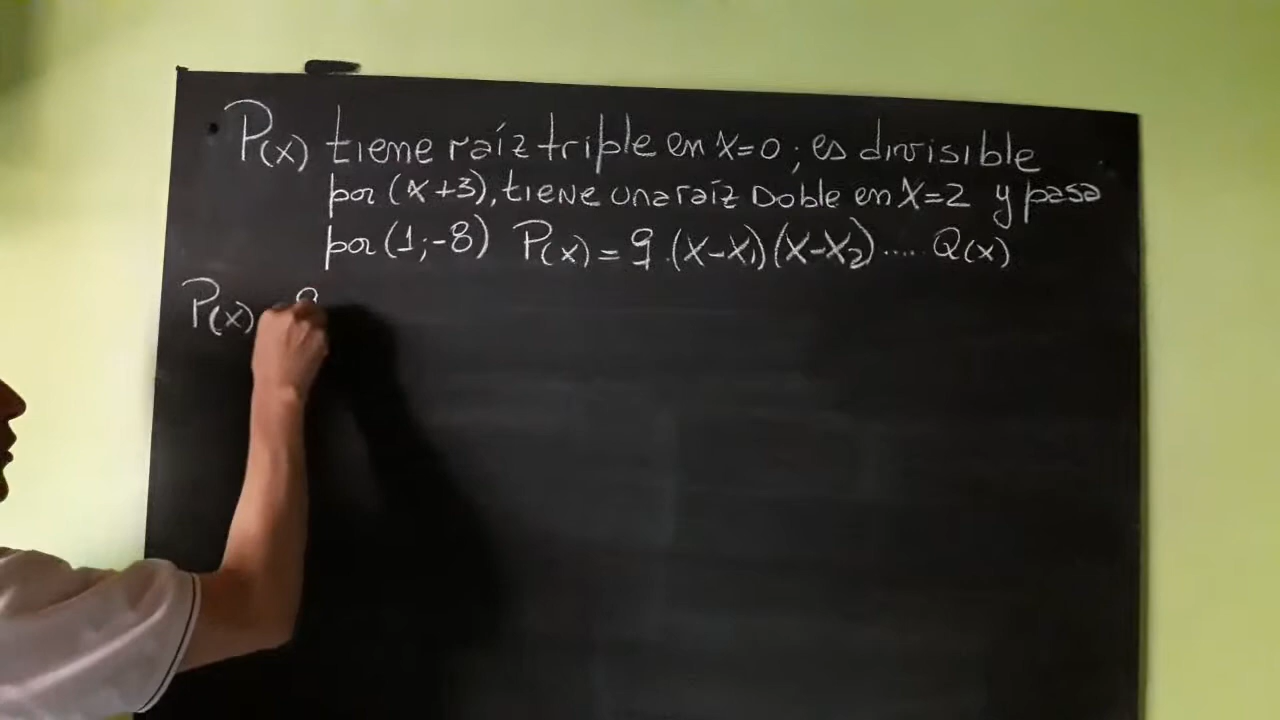 P(x) tiene raíz triple en x=0; es divisible
por (x+3), tiene una raíz Doble en x=2 y pasa
por (1;-8) P(x) = a.(x-x1)(x-x2)..... Q(x)
P(x)